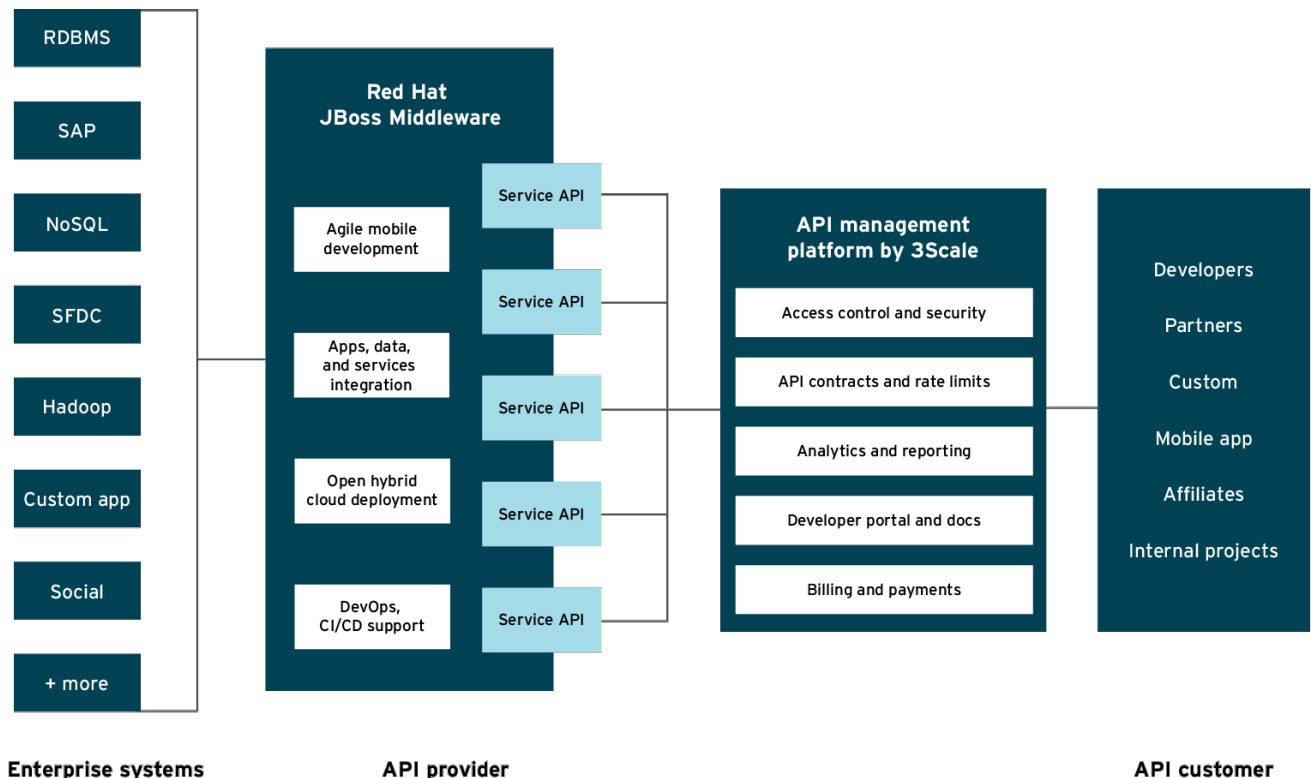 RDBMS
SAP
NoSQL
SFDC
Hadoop
Custom app
Social
+ more
Enterprise systems
Red Hat
JBoss Middleware
Agile mobile
development
Apps, data,
and services
integration
Open hybrid
cloud deployment
DevOps,
CI/CD support
Service API
Service API
Service API
Service API
Service API
API provider
API management
platform by 3Scale
Access control and security
API contracts and rate limits
Analytics and reporting
Developer portal and docs
Billing and payments
Developers
Partners
Custom
Mobile app
Affiliates
Internal projects
API customer